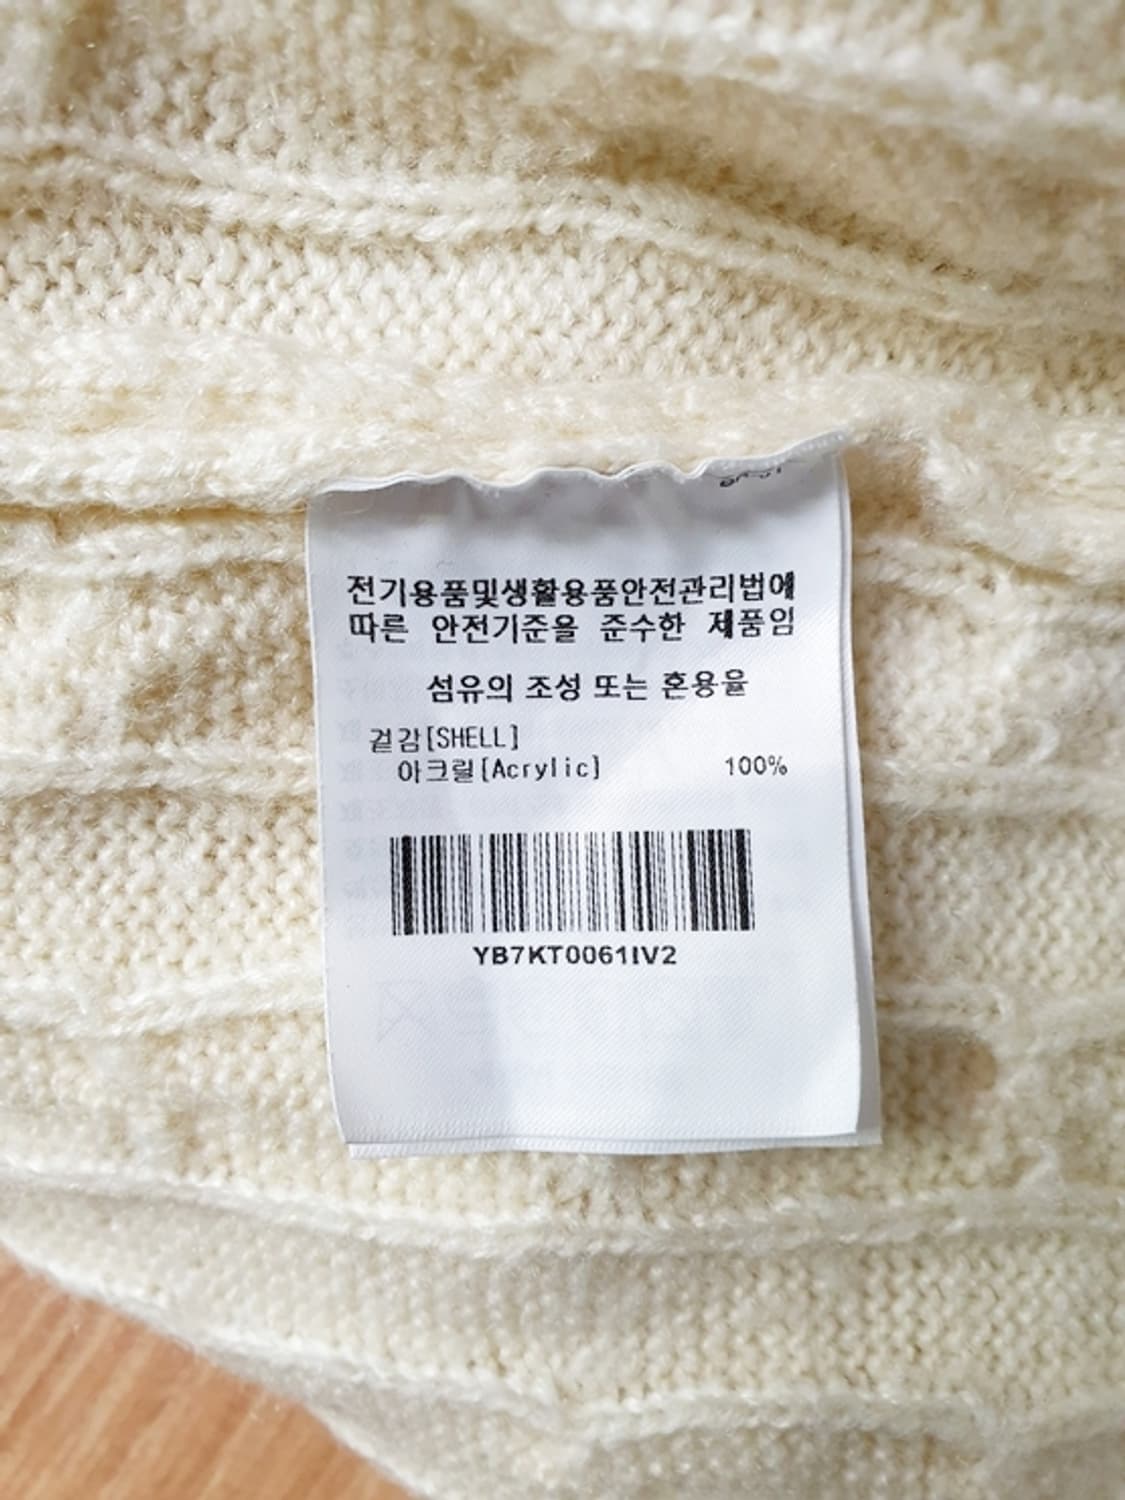 전기용품및생활용품안전관리법에
따른 안전기준을 준수한 제품임
섬유의 조성 또는 혼용율
겉감[SHELL]
아크릴[Acrylic] 100%
YB7KT0061IV2